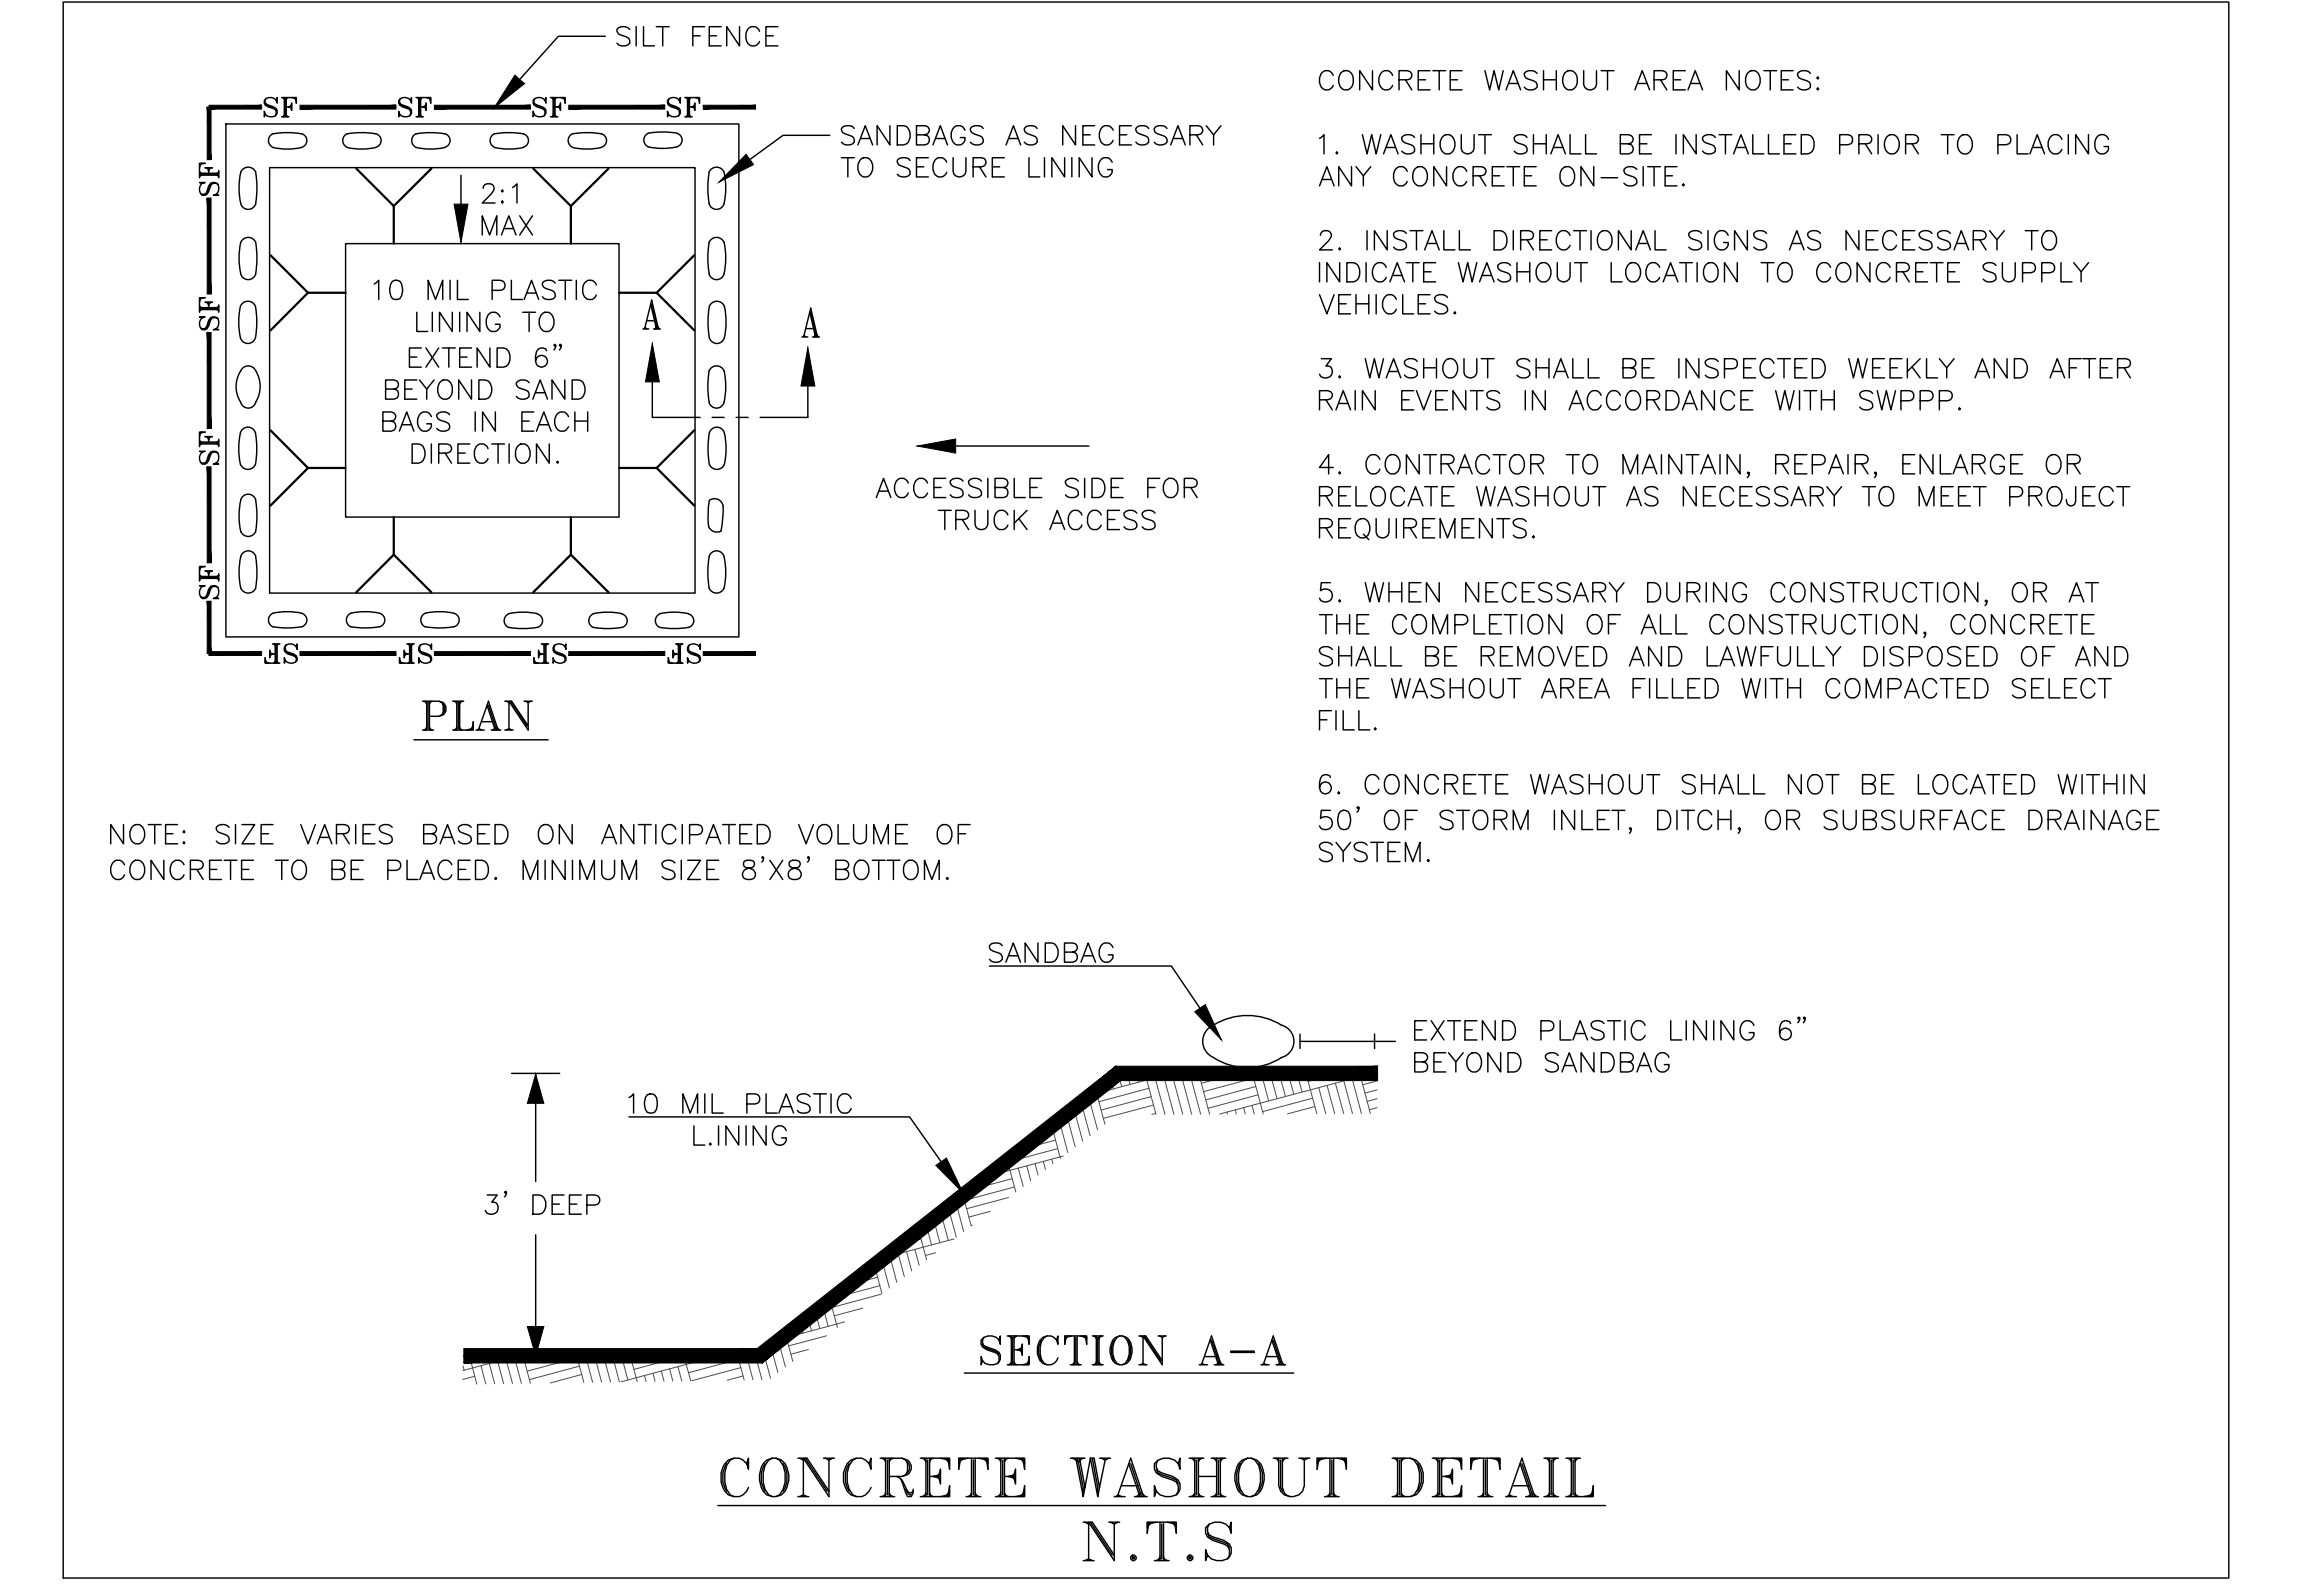 SILT FENCE
SF SF SF SF
SANDBAGS AS NECESSARY
TO SECURE LINING
SF
SF
SF
SF
2:1
MAX
10 MIL PLASTIC
LINING TO
EXTEND 6"
BEYOND SAND
BAGS IN EACH
DIRECTION.
A A
ACCESSIBLE SIDE FOR
TRUCK ACCESS
SF SF SF SF
PLAN
NOTE: SIZE VARIES BASED ON ANTICIPATED VOLUME OF
CONCRETE TO BE PLACED. MINIMUM SIZE 8'X8' BOTTOM.
CONCRETE WASHOUT AREA NOTES:
1. WASHOUT SHALL BE INSTALLED PRIOR TO PLACING
ANY CONCRETE ON-SITE.
2. INSTALL DIRECTIONAL SIGNS AS NECESSARY TO
INDICATE WASHOUT LOCATION TO CONCRETE SUPPLY
VEHICLES.
3. WASHOUT SHALL BE INSPECTED WEEKLY AND AFTER
RAIN EVENTS IN ACCORDANCE WITH SWPPP.
4. CONTRACTOR TO MAINTAIN, REPAIR, ENLARGE OR
RELOCATE WASHOUT AS NECESSARY TO MEET PROJECT
REQUIREMENTS.
5. WHEN NECESSARY DURING CONSTRUCTION, OR AT
THE COMPLETION OF ALL CONSTRUCTION, CONCRETE
SHALL BE REMOVED AND LAWFULLY DISPOSED OF AND
THE WASHOUT AREA FILLED WITH COMPACTED SELECT
FILL.
6. CONCRETE WASHOUT SHALL NOT BE LOCATED WITHIN
50' OF STORM INLET, DITCH, OR SUBSURFACE DRAINAGE
SYSTEM.
SANDBAG
EXTEND PLASTIC LINING 6"
BEYOND SANDBAG
10 MIL PLASTIC
L.INING
3' DEEP
SECTION A-A
CONCRETE WASHOUT DETAIL
N.T.S